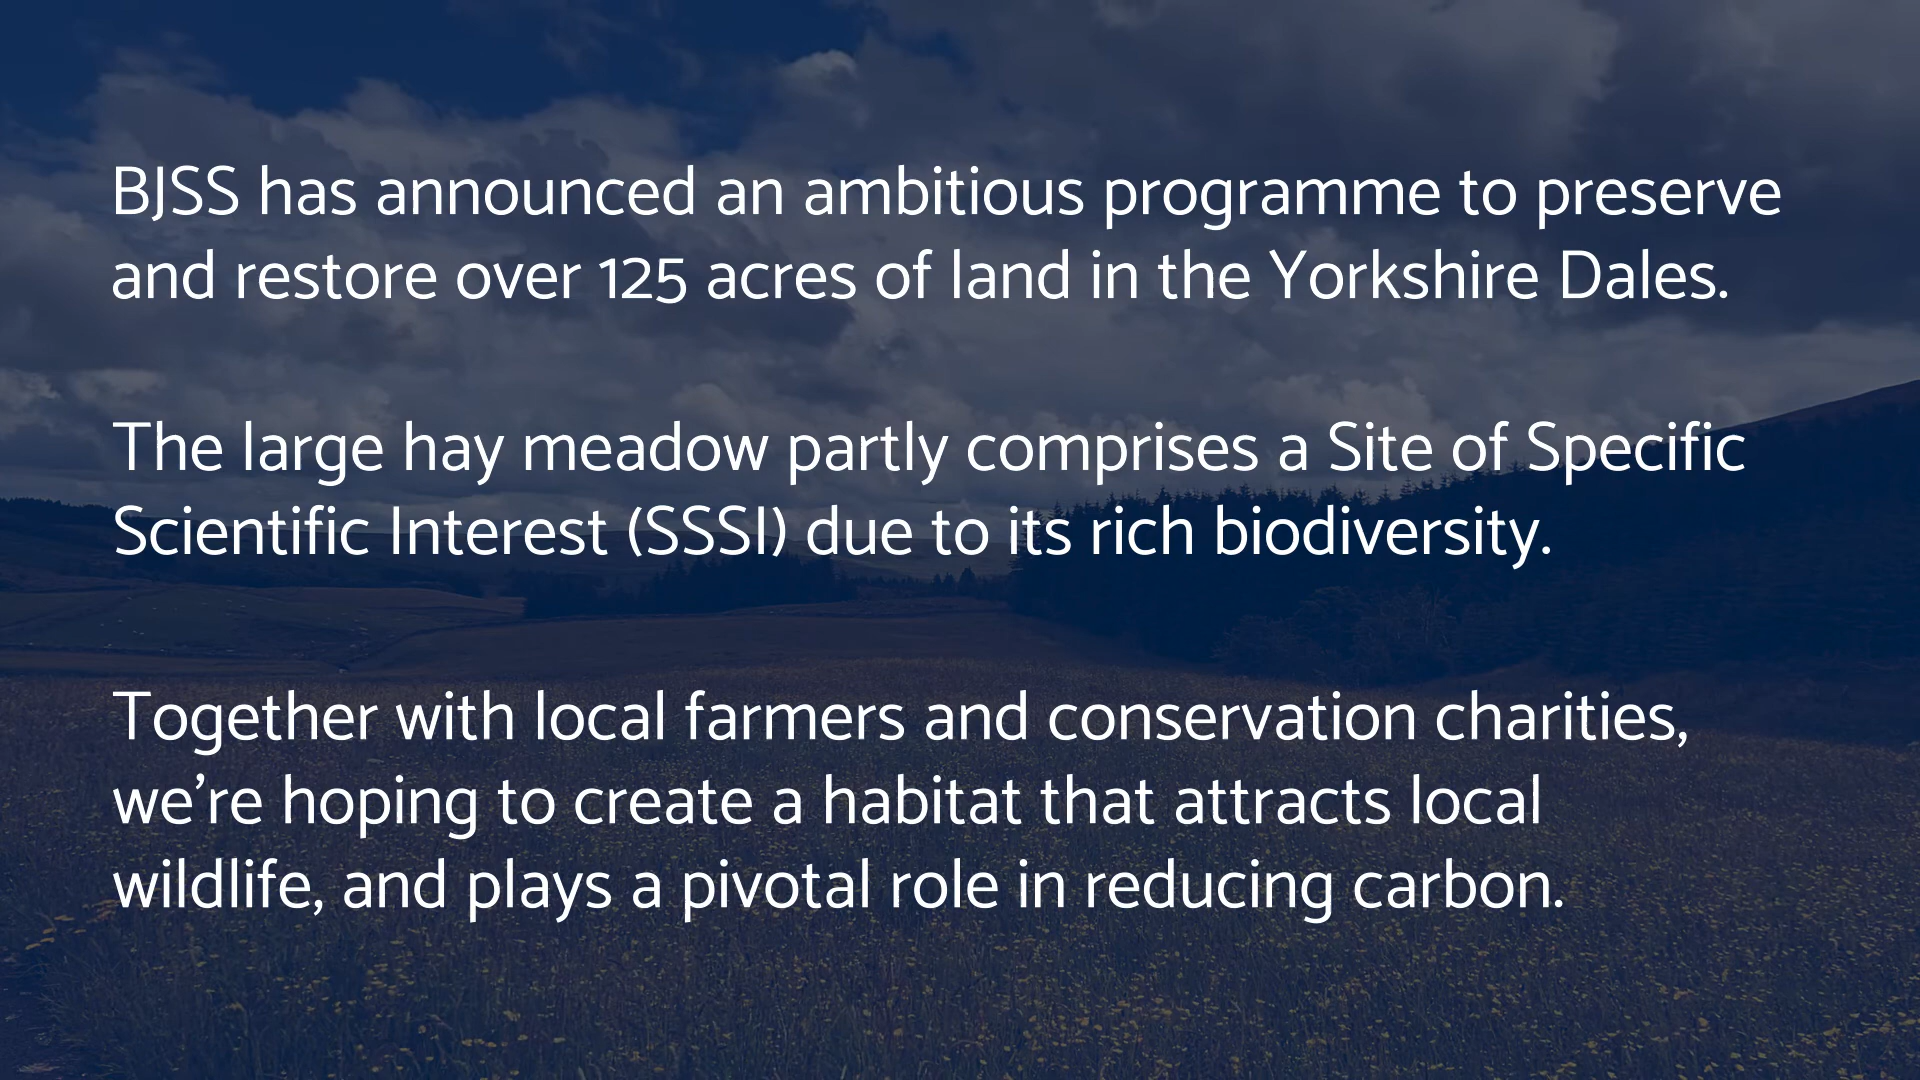 BJSS has announced an ambitious programme to preserve
and restore over 125 acres of land in the Yorkshire Dales.
The large hay meadow partly comprises a Site of Specific
Scientific Interest (SSSI) due to its rich biodiversity.
Together with local farmers and conservation charities,
we’re hoping to create a habitat that attracts local
wildlife, and plays a pivotal role in reducing carbon.